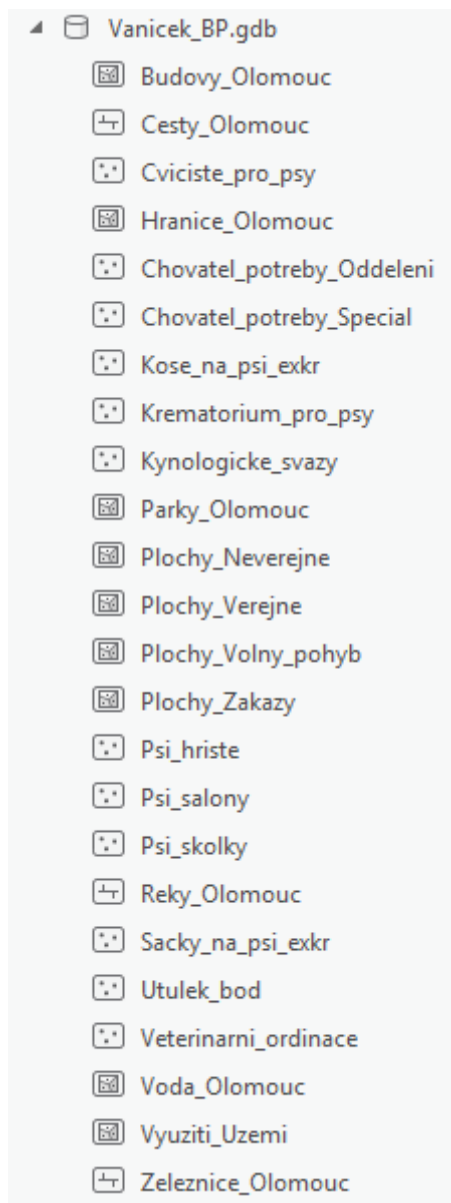 Vanicek_BP.gdb
Budovy_Olomouc
Cesty_Olomouc
Cviciste_pro_psy
Hranice_Olomouc
Chovatel_potreby_Oddeleni
Chovatel_potreby_Special
Kose_na_psi_exkr
Krematorium_pro_psy
Kynologicke_svazy
Parky_Olomouc
Plochy_Neverejne
Plochy_Verejne
Plochy_Volny_pohyb
Plochy_Zakazy
Psi_hriste
Psi_salony
Psi_skolky
Reky_Olomouc
Sacky_na_psi_exkr
Utulek_bod
Veterinarni_ordinace
Voda_Olomouc
Vyuziti_Uzemi
Zeleznice_Olomouc